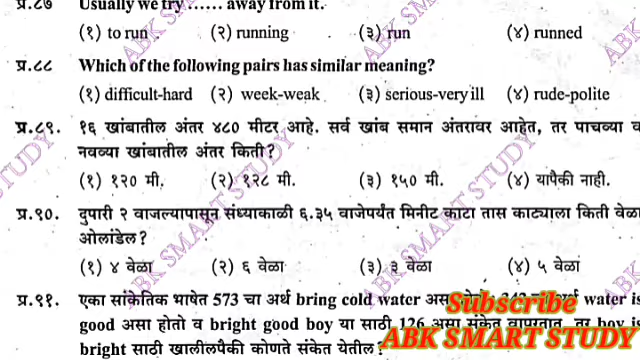 प्र.८७ Usually we try ...... away from it.
(१) to run (२) running (३) run (४) runned
प्र.८८ Which of the following pairs has similar meaning?
(१) difficult-hard (२) week-weak (३) serious-very ill (४) rude-polite
प्र.८९. १६ खांबातील अंतर ४८० मीटर आहे. सर्व खांब समान अंतरावर आहेत, तर पाचव्या व
नवव्या खांबातील अंतर किती?
(१) १२० मी. (२) १२८ मी. (३) १५० मी. (४) यापैकी नाही.
प्र.९०. दुपारी २ वाजल्यापासून संध्याकाळी ६.३५ वाजेपर्यंत मिनीट काटा तास काट्याला किती वेळा
ओलांडेल?
(१) ४ वेळा (२) ६ वेळा (३) ३ वेळा (४) ५ वेळा
प्र.९१. एका सांकेतिक भाषेत 573 चा अर्थ bring cold water water is
good असा होतो व bright good boy या साठी 126 असा संकेत वापरतात, तर boy is
bright साठी खालीलपैकी कोणते संकेत येतील?
Subscribe
ABK SMART STUDY